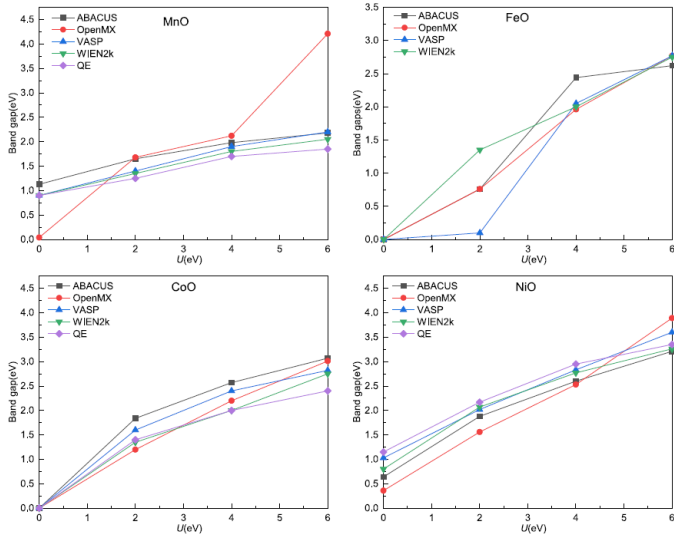 MnO
ABACUS
OpenMX
VASP
WIEN2k
QE
Band gaps(eV)
4.5
4.0
3.5
3.0
2.5
2.0
1.5
1.0
0.5
0.0
0 1 2 3 4 5 6
U(eV)
FeO
ABACUS
OpenMX
VASP
WIEN2k
Band gaps(eV)
3.5
3.0
2.5
2.0
1.5
1.0
0.5
0.0
0 1 2 3 4 5 6
U(eV)
CoO
ABACUS
OpenMX
VASP
WIEN2k
QE
Band gap(eV)
4.5
4.0
3.5
3.0
2.5
2.0
1.5
1.0
0.5
0.0
0 1 2 3 4 5 6
U(eV)
NiO
ABACUS
OpenMX
VASP
WIEN2k
QE
Band gap(eV)
4.5
4.0
3.5
3.0
2.5
2.0
1.5
1.0
0.5
0.0
0 1 2 3 4 5 6
U(eV)